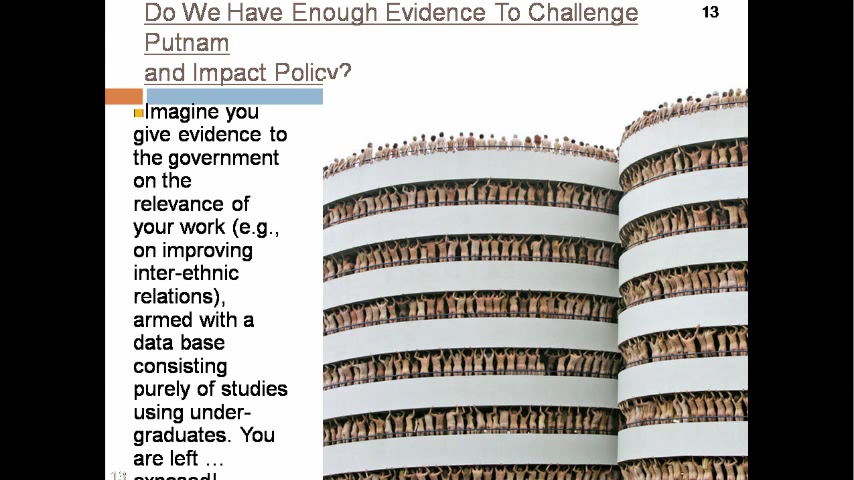 Do We Have Enough Evidence To Challenge
13
Putnam
and Impact Policy?
Imagine you
give evidence to
the government
on the
relevance of
your work (e.g.,
on improving
inter-ethnic
relations),
armed with a
data base
consisting
purely of studies
using under-
graduates. You
are left …
exposed!
13